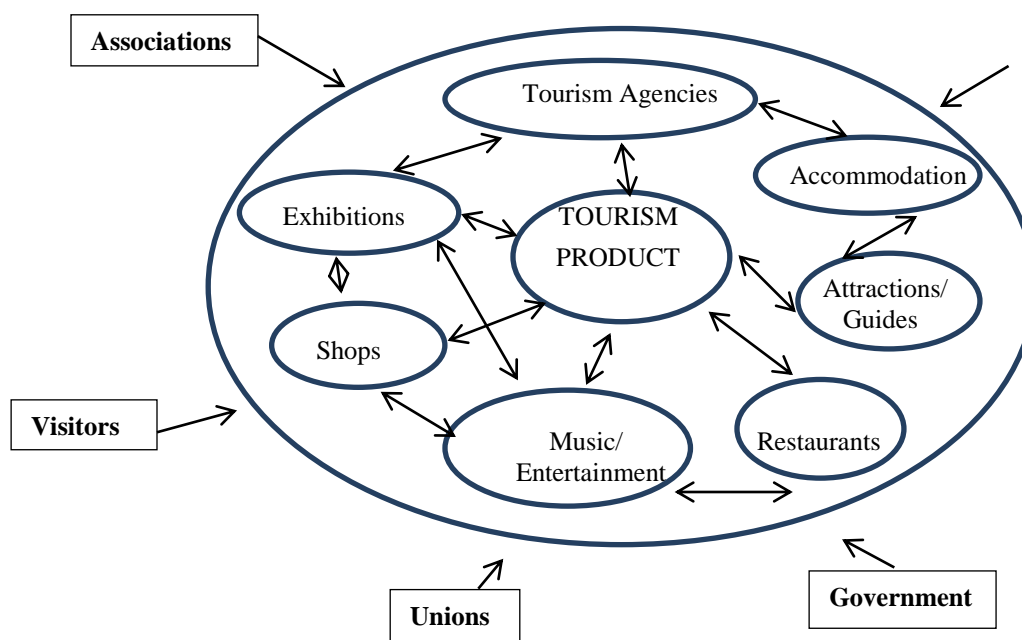 Associations
Tourism Agencies
Accommodation
Exhibitions
TOURISM
PRODUCT
Attractions/
Guides
Shops
Visitors
Music/
Entertainment
Restaurants
Unions
Government